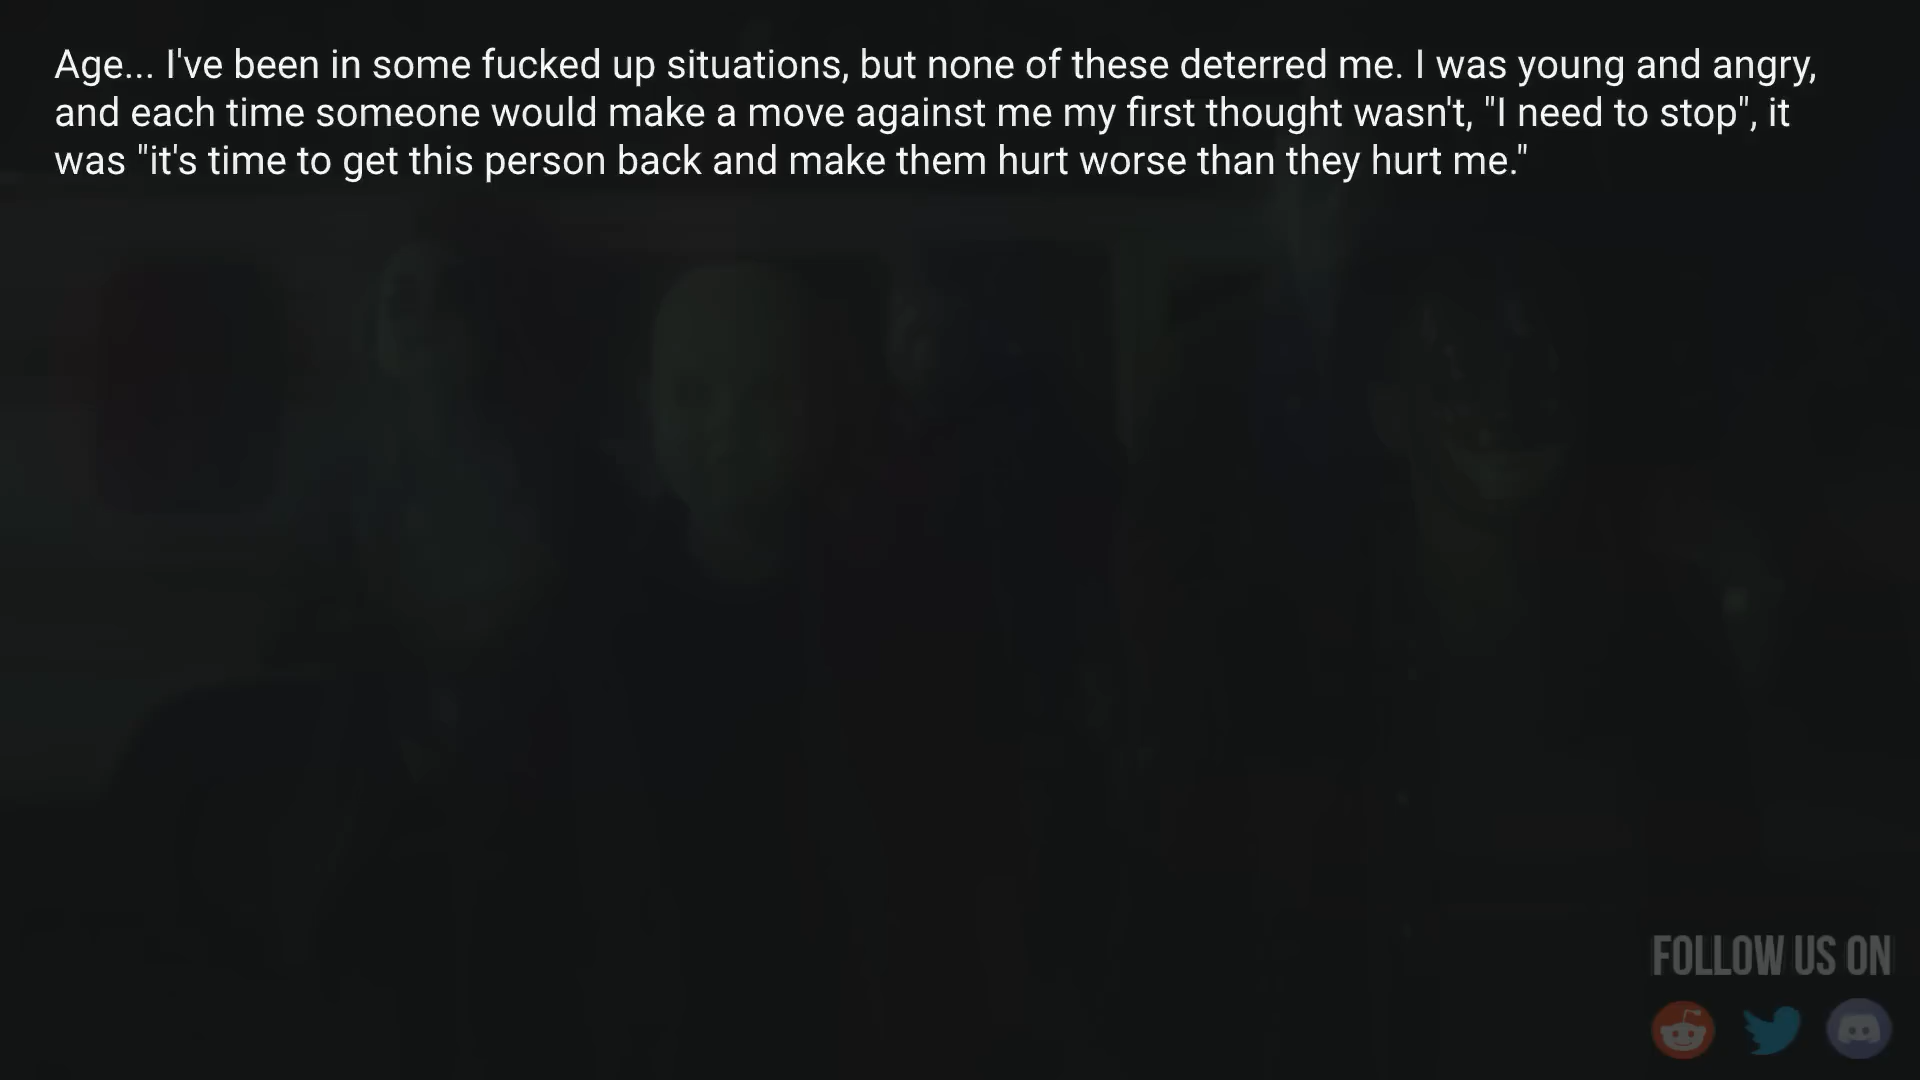 Age... I've been in some fucked up situations, but none of these deterred me. I was young and angry,
and each time someone would make a move against me my first thought wasn't, "I need to stop", it
was "it's time to get this person back and make them hurt worse than they hurt me."
FOLLOW US ON